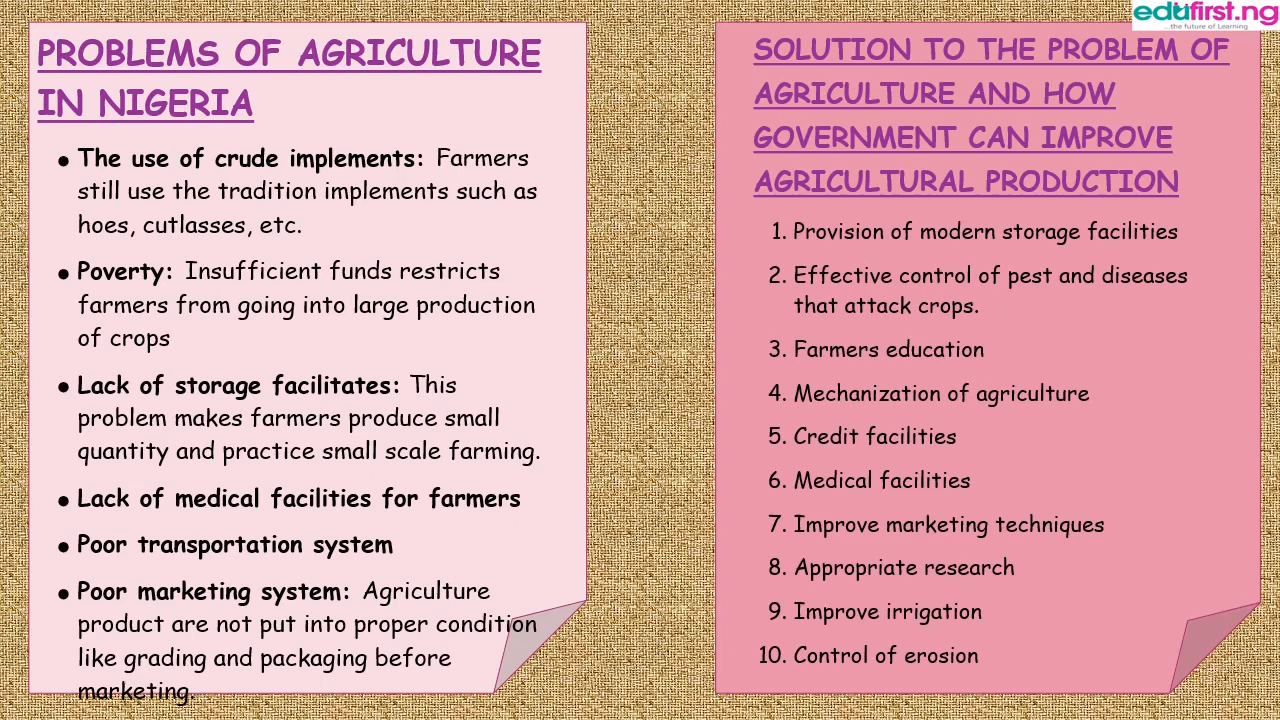 edufirst.ng
...the future of Learning
PROBLEMS OF AGRICULTURE
IN NIGERIA
• The use of crude implements: Farmers
still use the tradition implements such as
hoes, cutlasses, etc.
• Poverty: Insufficient funds restricts
farmers from going into large production
of crops
• Lack of storage facilitates: This
problem makes farmers produce small
quantity and practice small scale farming.
• Lack of medical facilities for farmers
• Poor transportation system
• Poor marketing system: Agriculture
product are not put into proper condition
like grading and packaging before
marketing.
SOLUTION TO THE PROBLEM OF
AGRICULTURE AND HOW
GOVERNMENT CAN IMPROVE
AGRICULTURAL PRODUCTION
1. Provision of modern storage facilities
2. Effective control of pest and diseases
that attack crops.
3. Farmers education
4. Mechanization of agriculture
5. Credit facilities
6. Medical facilities
7. Improve marketing techniques
8. Appropriate research
9. Improve irrigation
10. Control of erosion